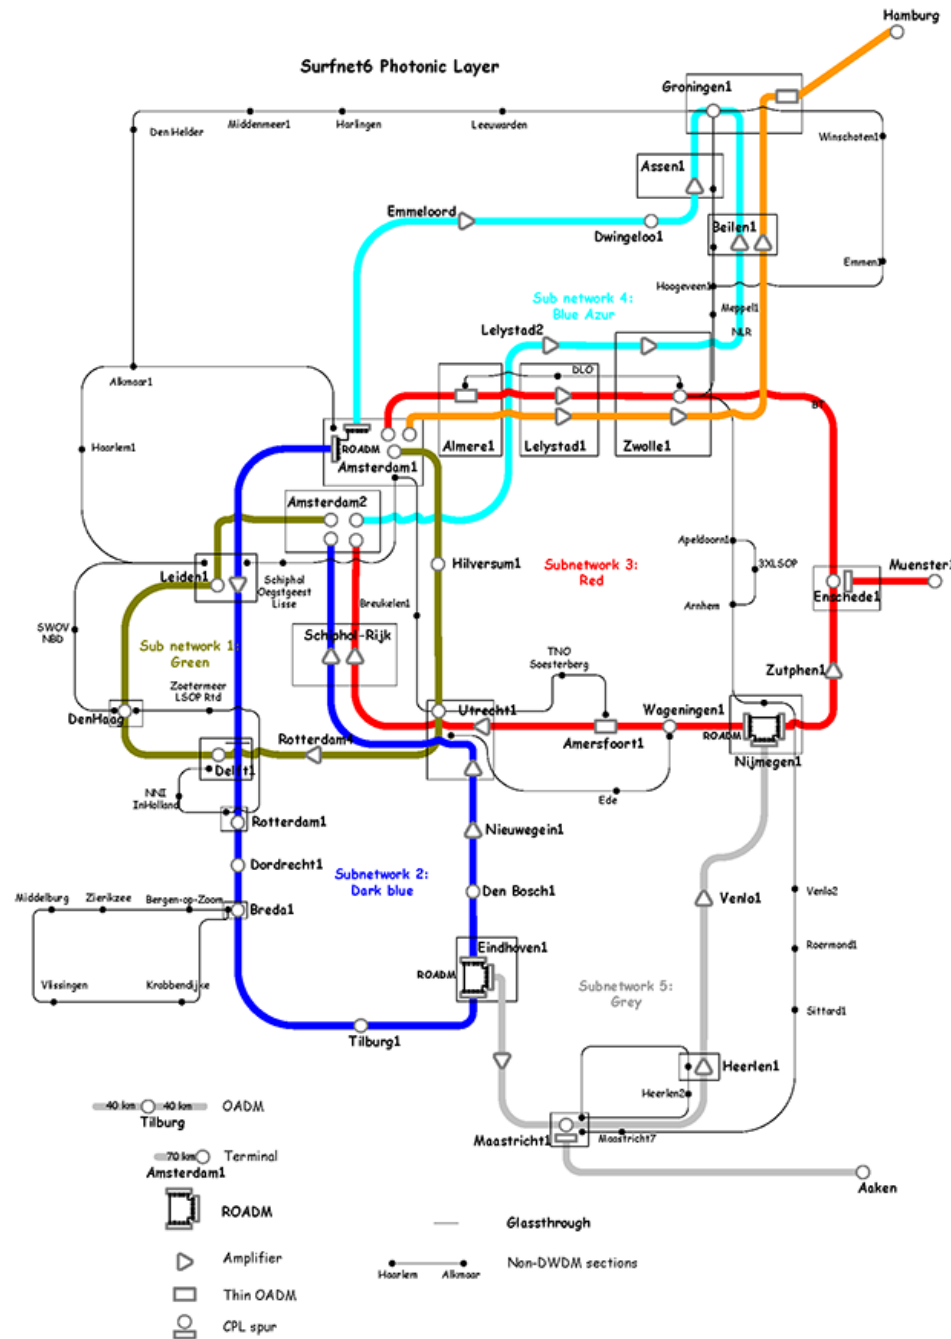 Hamburg
Surfnet6 Photonic Layer
Groningen1
Den Helder
Middenmeer1
Harlingen
Leeuwarden
Winschoten1
Assen1
Emmeloord
Dwingeloo1
Beilen1
Emmen1
Hoogeveen1
Sub network 4:
Blue Azur
Meppel1
NLR
Lelystad2
DLO
Alkmaar1
BT
Haarlem1
ROADM
Amsterdam1
Almere1
Lelystad1
Zwolle1
Amsterdam2
Apeldoorn1
Hilversum1
Subnetwork 3:
Red
3XLSOP
Muenster1
Leiden1
Schiphol
Oegstgeest
Lisse
Enschede1
Breukelen1
Arnhem
SWOV
NBD
Sub network 1:
Green
Schiphol-Rijk
TNO
Soesterberg
Zutphen1
Zoetermeer
LSOP Rtd
DenHaag
Utrecht1
Wageningen1
Amersfoort1
ROADM
Nijmegen1
Rotterdam4
Delft1
NNI
InHolland
Ede
Rotterdam1
Nieuwegein1
Dordrecht1
Subnetwork 2:
Dark blue
Den Bosch1
Venlo1
Venlo2
Middelburg
Zierikzee
Bergen-op-Zoom
Breda1
Eindhoven1
Roermond1
ROADM
Vlissingen
Krabbendijke
Subnetwork 5:
Grey
Sittard1
Tilburg1
Heerlen1
Heerlen2
40 km
40 km
OADM
Tilburg
Maastricht1
Maastricht7
70 km
Terminal
Amsterdam1
Aaken
ROADM
Glassthrough
Amplifier
Haarlem
Alkmaar
Non-DWDM sections
Thin OADM
CPL spur